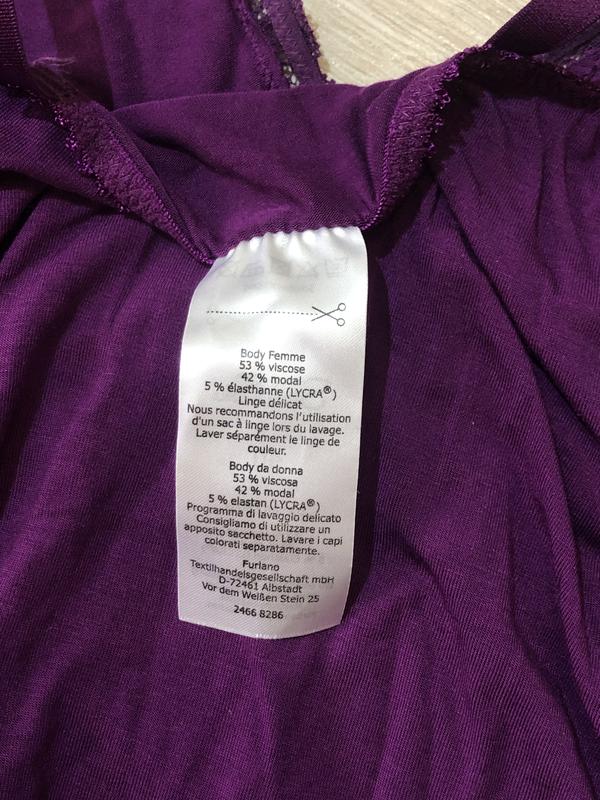 Body Femme
53 % viscose
42 % modal
5 % élasthanne (LYCRA®)
Linge délicat
Nous recommandons l'utilisation
d'un sac à linge lors du lavage.
Laver séparément le linge de
couleur.
Body da donna
53 % viscosa
42 % modal
5 % elastan (LYCRA®)
Programma di lavaggio delicato
Consigliamo di utilizzare un
apposito sacchetto. Lavare i capi
colorati separatamente.
Furlano
Textilhandelsgesellschaft mbH
D-72461 Albstadt
Vor dem Weißen Stein 25
2466 8286